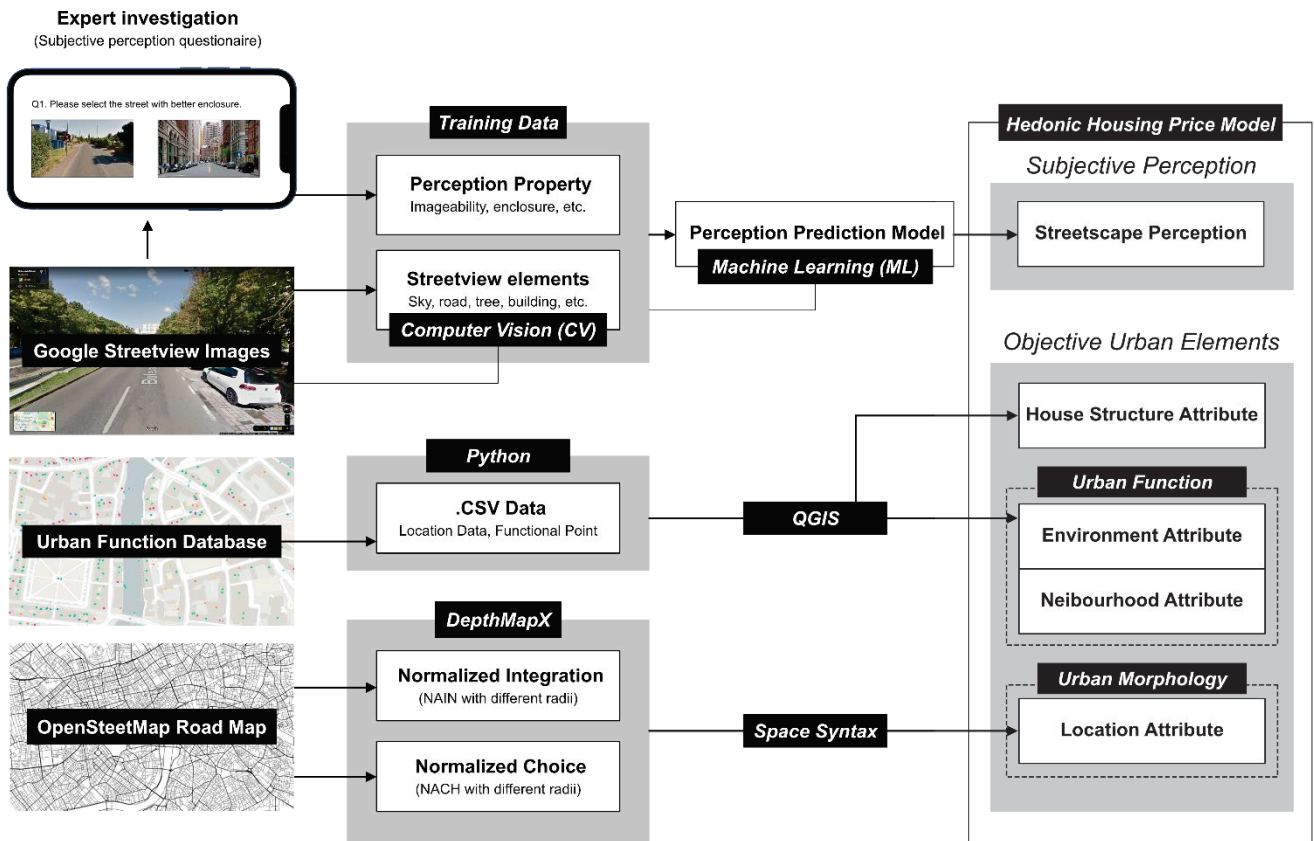 Expert investigation
(Subjective perception questionaire)
Q1. Please select the street with better enclosure.
Google Streetview Images
Urban Function Database
OpenSteetMap Road Map
Training Data
Perception Property
Imageability, enclosure, etc.
Streetview elements
Sky, road, tree, building, etc.
Computer Vision (CV)
Python
.CSV Data
Location Data, Functional Point
DepthMapX
Normalized Integration
(NAIN with different radii)
Normalized Choice
(NACH with different radii)
Perception Prediction Model
Machine Learning (ML)
QGIS
Space Syntax
Hedonic Housing Price Model
Subjective Perception
Streetscape Perception
Objective Urban Elements
House Structure Attribute
Urban Function
Environment Attribute
Neibourhood Attribute
Urban Morphology
Location Attribute